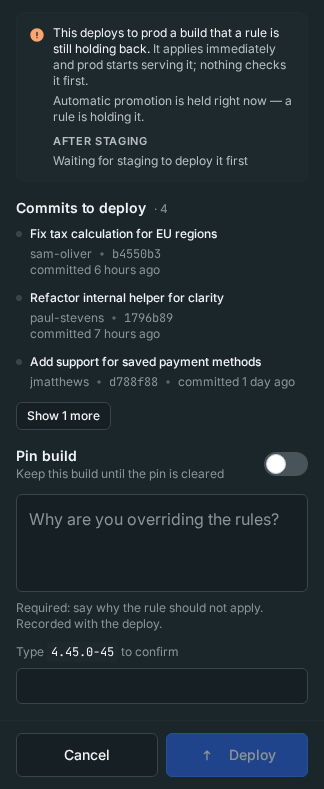 This deploys to prod a build that a rule is
still holding back. It applies immediately
and prod starts serving it; nothing checks
it first.
Automatic promotion is held right now — a
rule is holding it.
AFTER STAGING
Waiting for staging to deploy it first
Commits to deploy · 4
Fix tax calculation for EU regions
sam-oliver • b4550b3
committed 6 hours ago
Refactor internal helper for clarity
paul-stevens • 1796b89
committed 7 hours ago
Add support for saved payment methods
jmatthews • d788f88 • committed 1 day ago
Show 1 more
Pin build
Keep this build until the pin is cleared
Why are you overriding the rules?
Required: say why the rule should not apply.
Recorded with the deploy.
Type 4.45.0-45 to confirm
Cancel
↑ Deploy